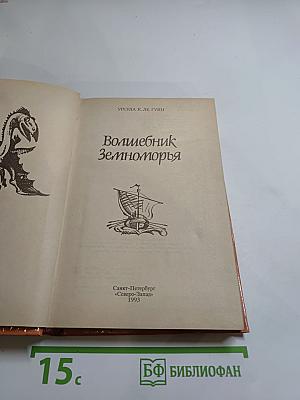 УРСУЛА К. ЛЕ ГУИН
Волшебник
Земноморья
Санкт-Петербург
«Северо-Запад»
1993
15с
БФ БИБЛИОФАН